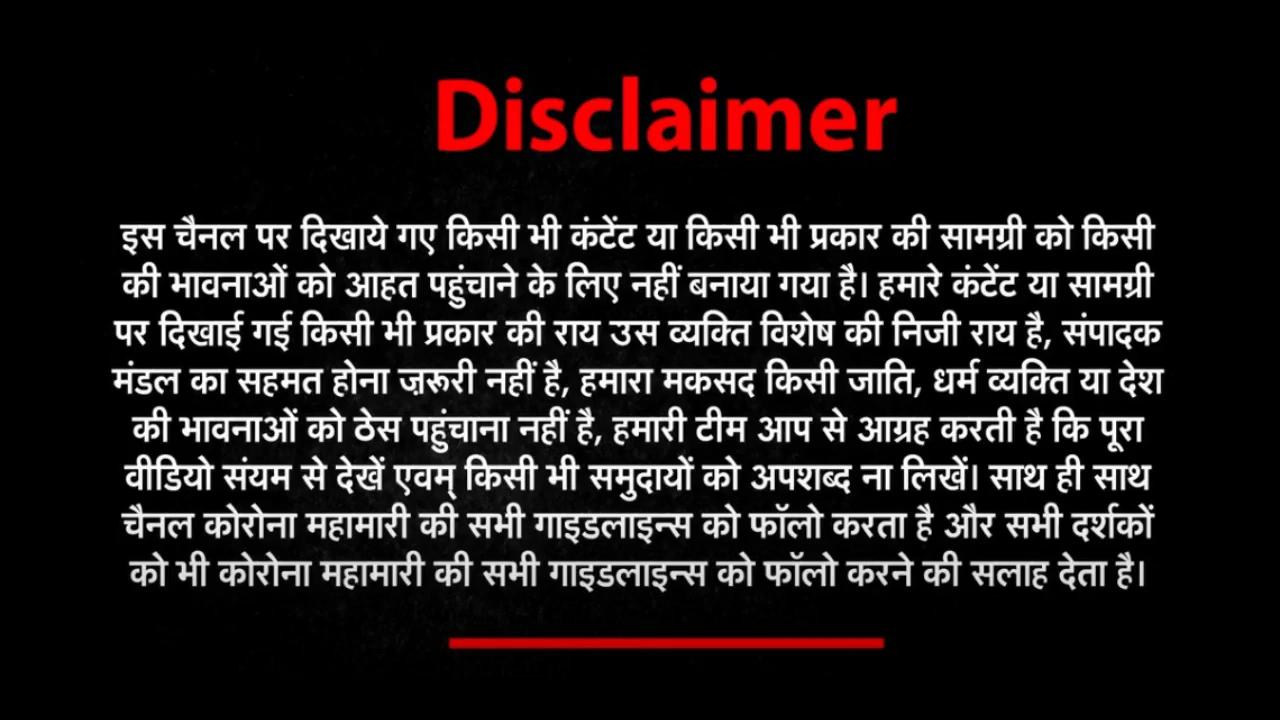 Disclaimer
इस चैनल पर दिखाये गए किसी भी कंटेंट या किसी भी प्रकार की सामग्री को किसी
की भावनाओं को आहत पहुंचाने के लिए नहीं बनाया गया है। हमारे कंटेंट या सामग्री
पर दिखाई गई किसी भी प्रकार की राय उस व्यक्ति विशेष की निजी राय है, संपादक
मंडल का सहमत होना ज़रूरी नहीं है, हमारा मकसद किसी जाति, धर्म व्यक्ति या देश
की भावनाओं को ठेस पहुंचाना नहीं है, हमारी टीम आप से आग्रह करती है कि पूरा
वीडियो संयम से देखें एवम् किसी भी समुदायों को अपशब्द ना लिखें। साथ ही साथ
चैनल कोरोना महामारी की सभी गाइडलाइन्स को फॉलो करता है और सभी दर्शकों
को भी कोरोना महामारी की सभी गाइडलाइन्स को फॉलो करने की सलाह देता है।